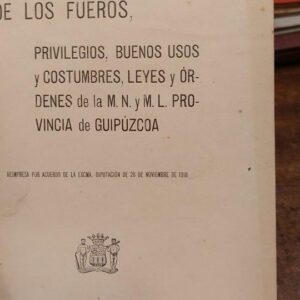 DE LOS FUEROS,
PRIVILEGIOS, BUENOS USOS
y COSTUMBRES, LEYES y ÓR-
DENES de la M. N. y M. L. PRO-
VINCIA de GUIPÚZCOA
REIMPRESA POR ACUERDO DE LA EXCMA. DIPUTACIÓN DE 28 DE NOVIEMBRE DE